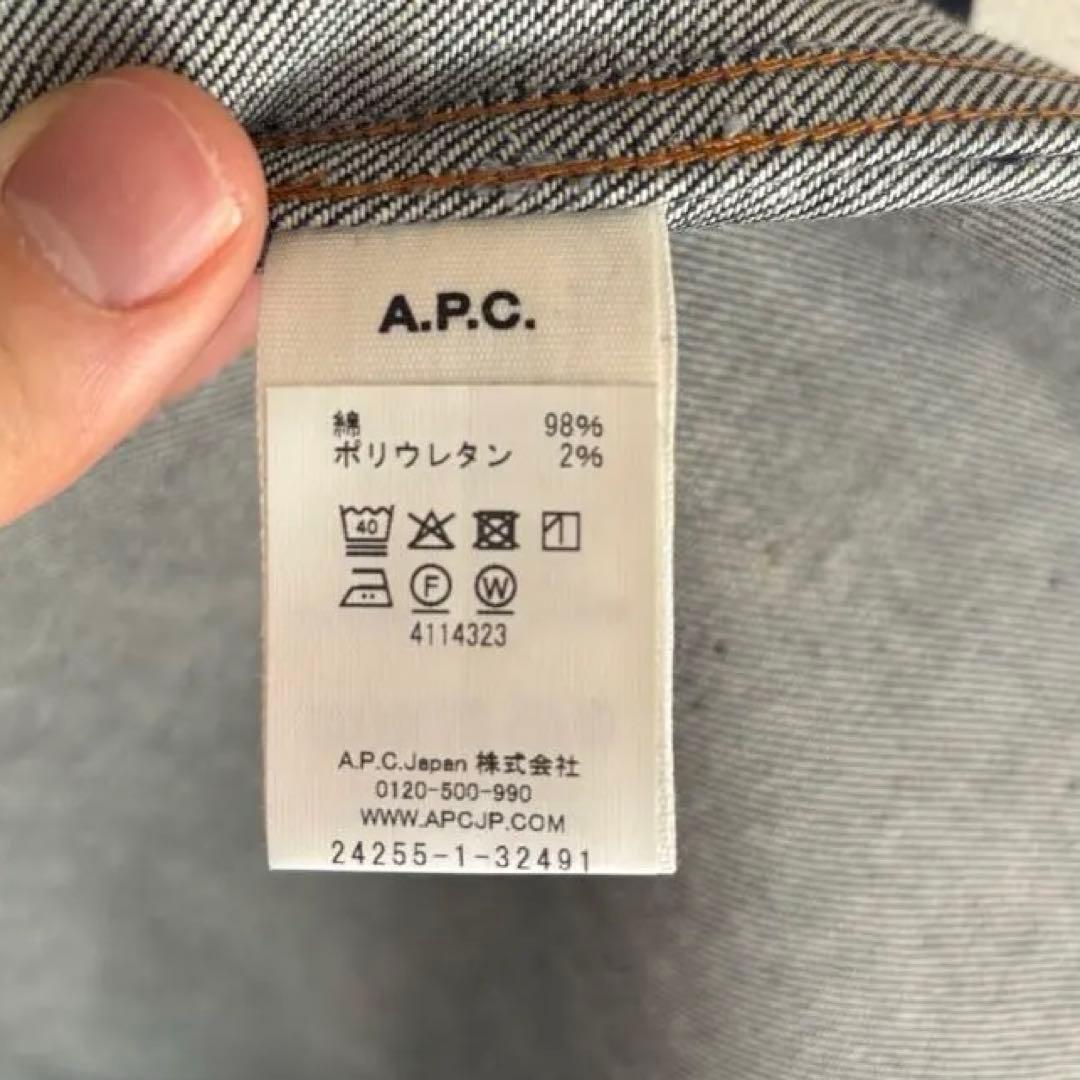 A.P.C.
綿 98%
ポリウレタン 2%
40
F W
4114323
A.P.C.Japan 株式会社
0120-500-990
WWW.APCJP.COM
24255-1-32491